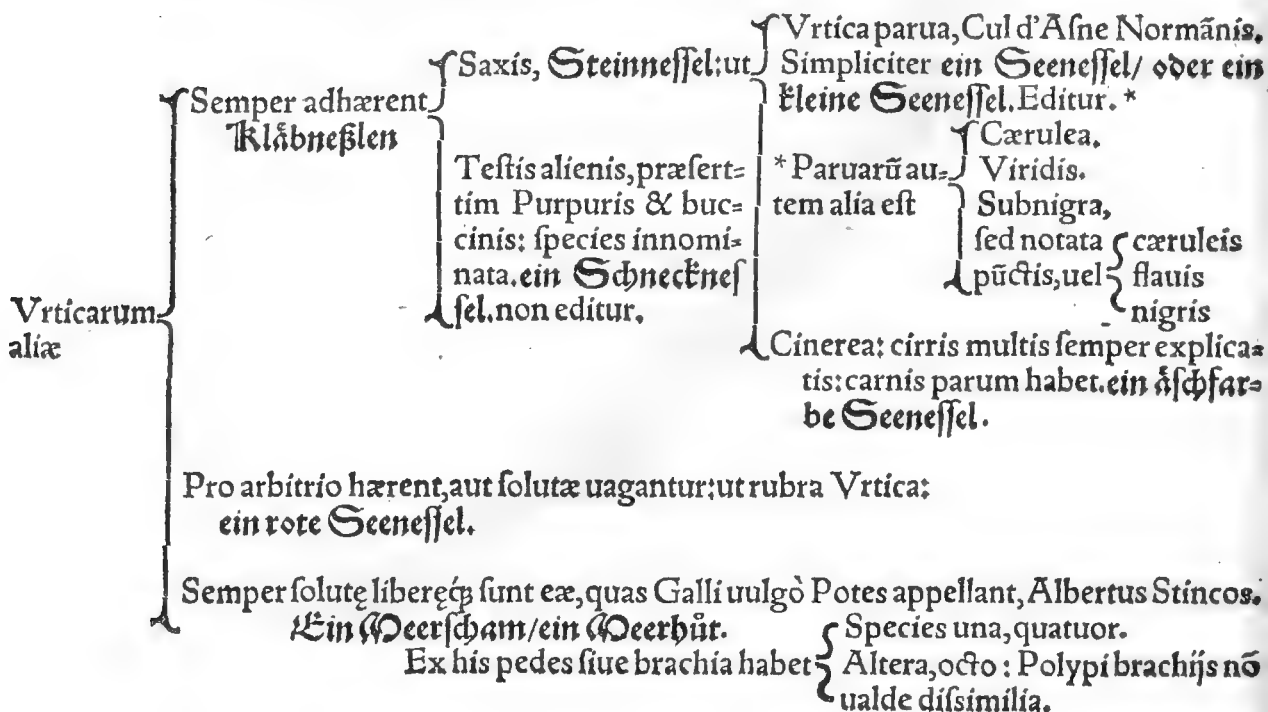 Vrticarum
aliæ
Semper adhærent
Klåbneßlen
Saxis, Steinneſſel: ut
Vrtica parua, Cul d'Aſne Normãnis.
Simpliciter ein Seeneſſel/ oder ein
kleine Seeneſſel. Editur. *
* Paruarũ au=
tem alia eſt
Cærulea.
Viridis.
Subnigra,
ſed notata
pũctis, uel
cæruleis
flauis
nigris
Cinerea: cirris multis ſemper explica=
tis: carnis parum habet. ein åſchfar=
be Seeneſſel.
Teſtis alienis, præſert=
tim Purpuris & buc=
cinis: ſpecies innomi=
nata. ein Schneckneſ
ſel. non editur.
Pro arbitrio hærent, aut ſolutæ uagantur: ut rubra Vrtica:
ein rote Seeneſſel.
Semper ſolutę liberęq́ꝫ ſunt eæ, quas Galli uulgò Potes appellant, Albertus Stincos.
Ein Meerſcham/ ein Meerhůt.
Ex his pedes ſiue brachia habet
Species una, quatuor.
Altera, octo: Polypi brachijs nõ
ualde diſsimilia.